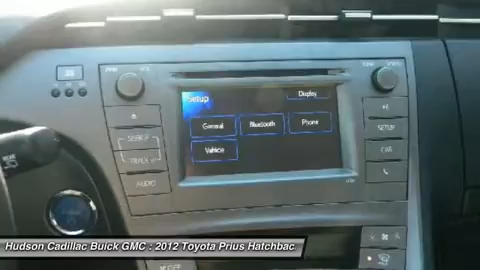 Setup
Display
General
Bluetooth
Phone
Vehicle
SEEK
TRACK
AUDIO
SETUP
CAR
OFF
Hudson Cadillac Buick GMC : 2012 Toyota Prius Hatchbac